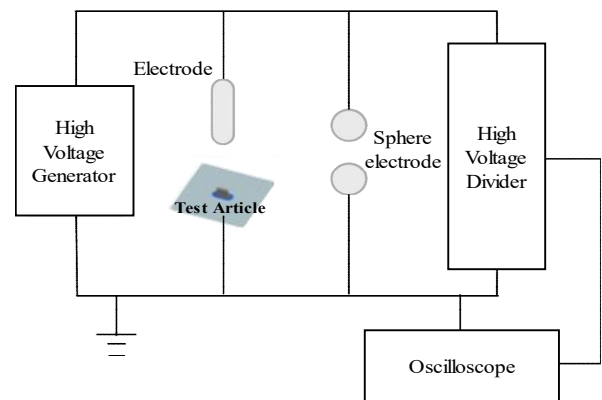 Electrode
High
Voltage
Generator
Test Article
Sphere
electrode
High
Voltage
Divider
Oscilloscope